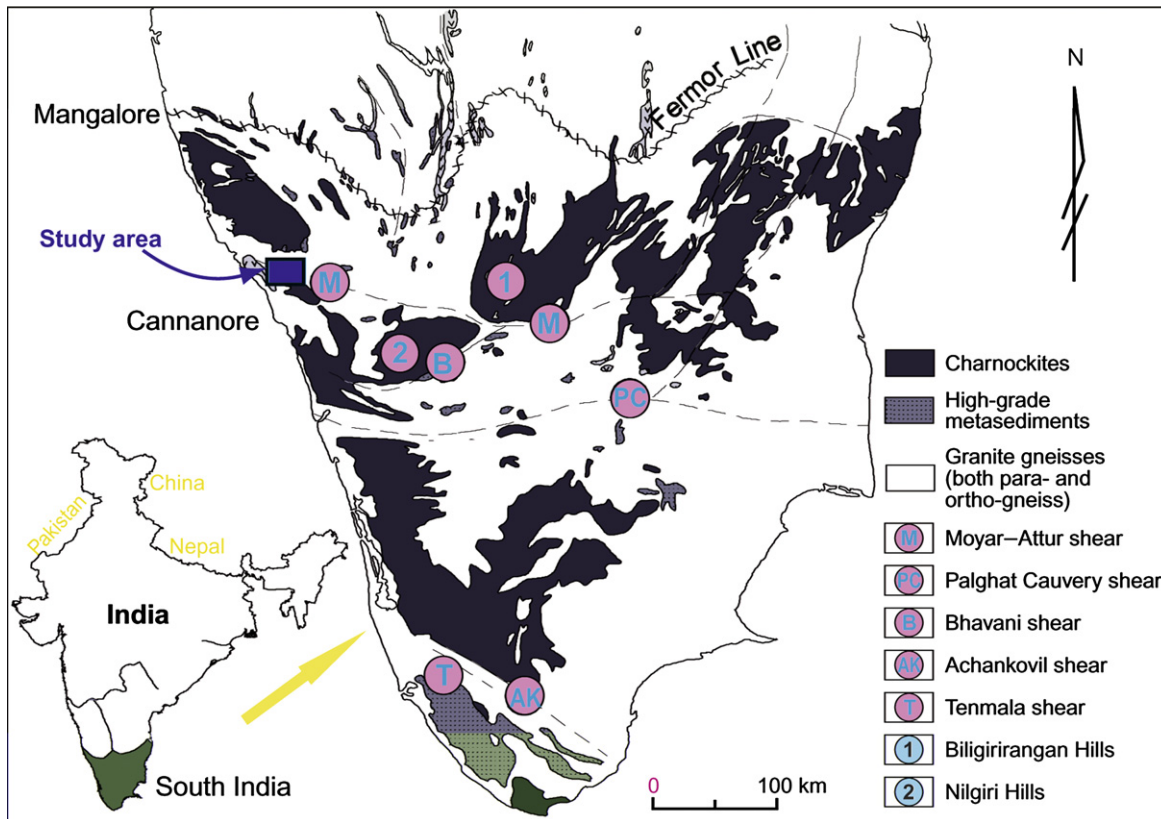 Mangalore
Fermor Line
N
Study area
M
1
M
Cannanore
2
B
PC
China
Pakistan
Nepal
India
South India
T
AK
0
100 km
Charnockites
High-grade
metasediments
Granite gneisses
(both para- and
ortho-gneiss)
M Moyar–Attur shear
PC Palghat Cauvery shear
B Bhavani shear
AK Achankovil shear
T Tenmala shear
1 Biligirirangan Hills
2 Nilgiri Hills